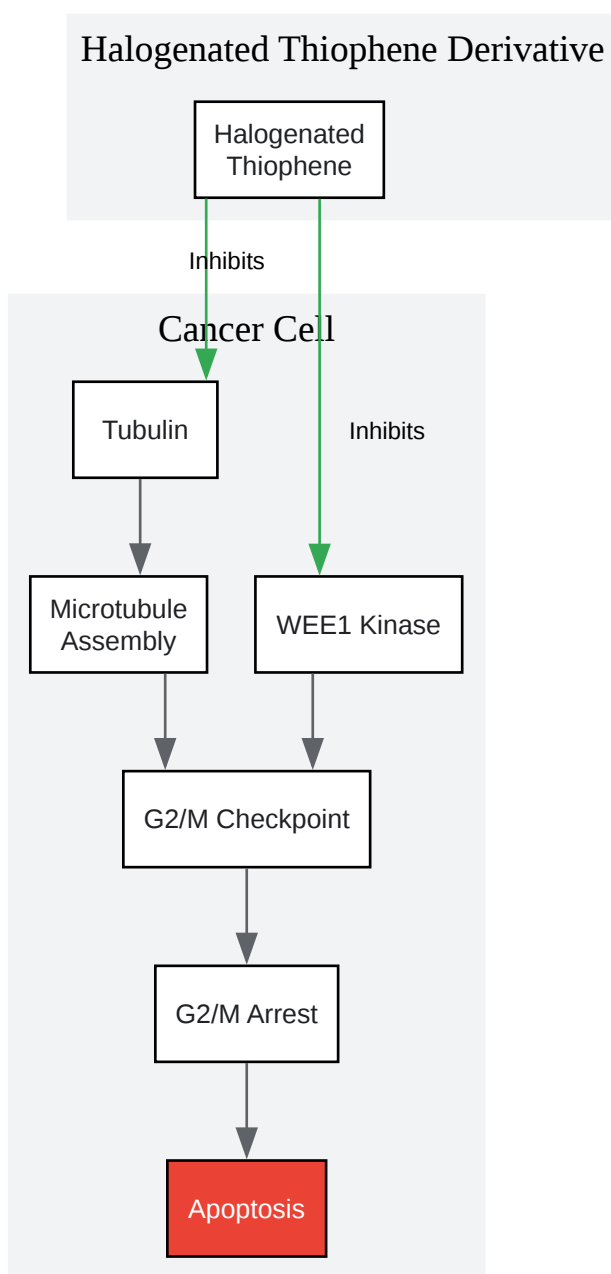 Halogenated Thiophene Derivative
Halogenated
Thiophene
Inhibits
Cancer Cell
Tubulin
Inhibits
Microtubule
Assembly
WEE1 Kinase
G2/M Checkpoint
G2/M Arrest
Apoptosis